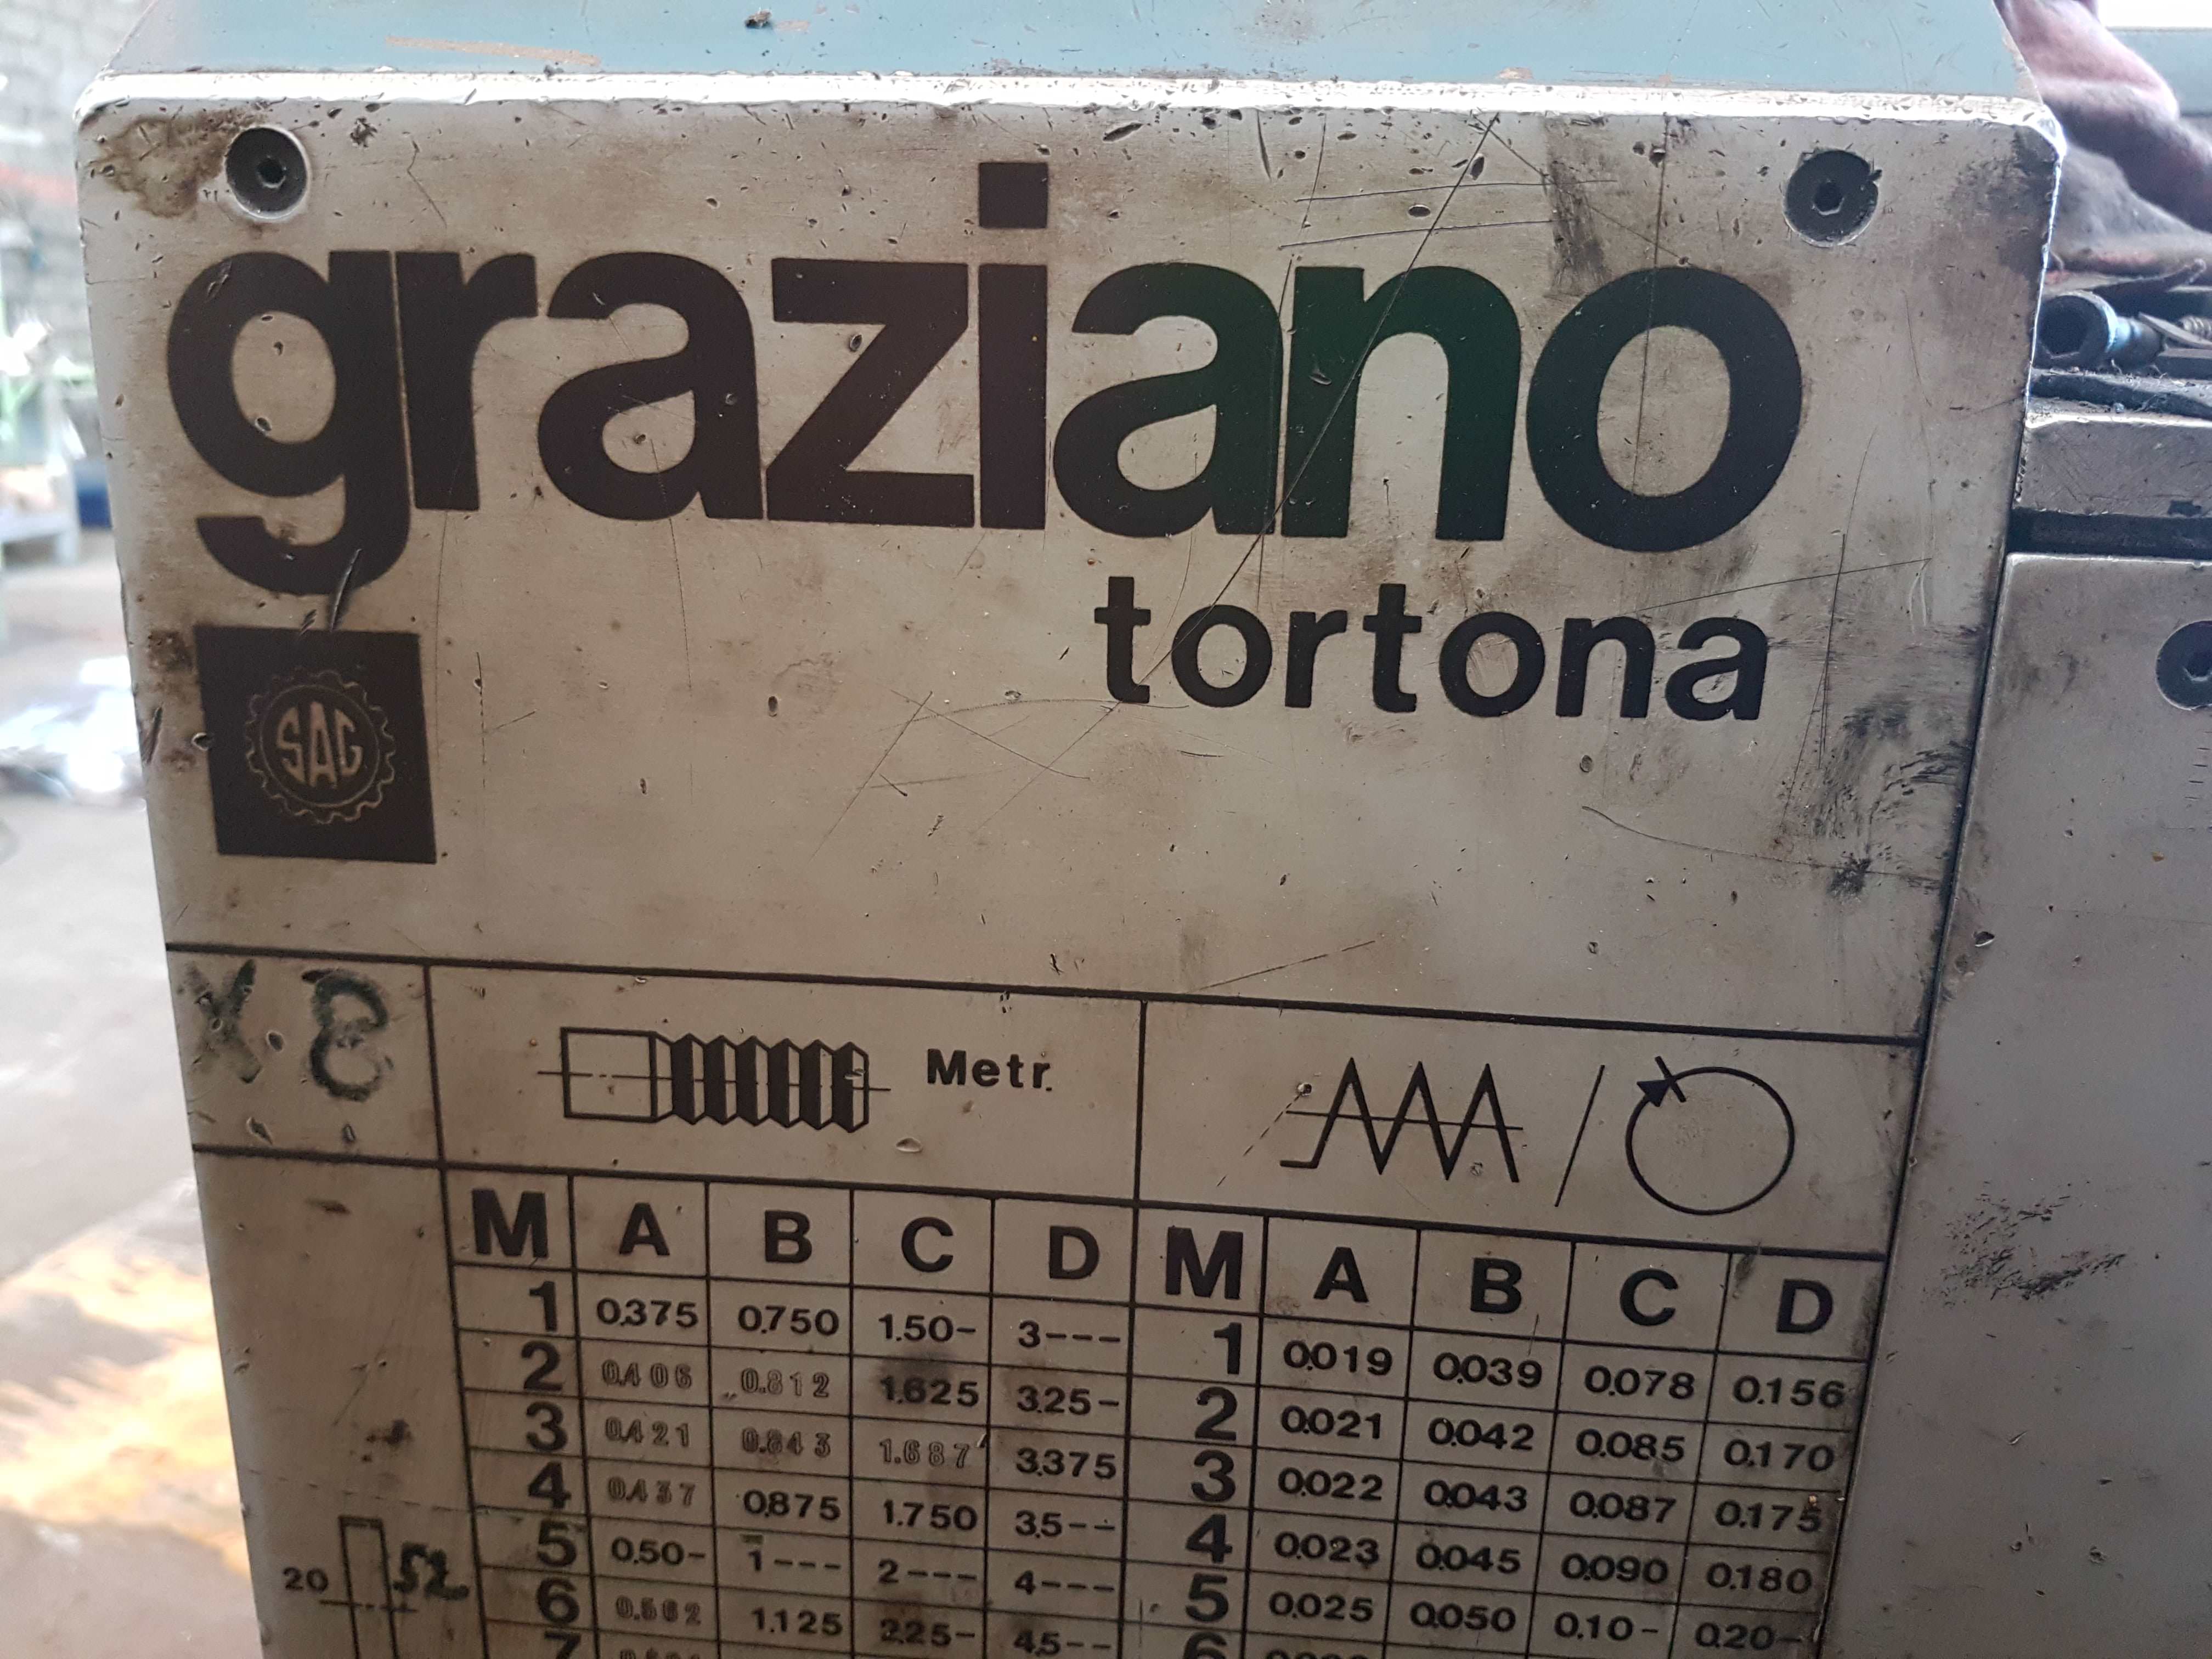 graziano
tortona
SAG
X.8
Metr.
M A B C D M A B C D
1 0.375 0.750 1.50- 3--- 1 0.019 0.039 0.078 0.156
2 0.406 0.812 1.625 3.25- 2 0.021 0.042 0.085 0.170
3 0.421 0.843 1.687 3.375 3 0.022 0.043 0.087 0.175
4 0.437 0.875 1.750 3.5-- 4 0.023 0.045 0.090 0.180
5 0.50- 1--- 2--- 4--- 5 0.025 0.050 0.10- 0.20-
20 52
6 0.562 1.125 2.25- 4.5-- 6
7